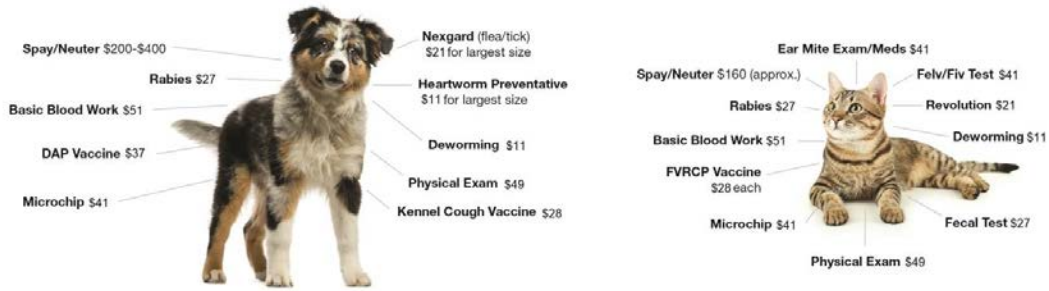 Spay/Neuter $200-$400
Rabies $27
Basic Blood Work $51
DAP Vaccine $37
Microchip $41
Nexgard (flea/tick)
$21 for largest size
Heartworm Preventative
$11 for largest size
Deworming $11
Physical Exam $49
Kennel Cough Vaccine $28
Ear Mite Exam/Meds $41
Spay/Neuter $160 (approx.)
Rabies $27
Basic Blood Work $51
FVRCP Vaccine
$28 each
Microchip $41
Physical Exam $49
Felv/Fiv Test $41
Revolution $21
Deworming $11
Fecal Test $27